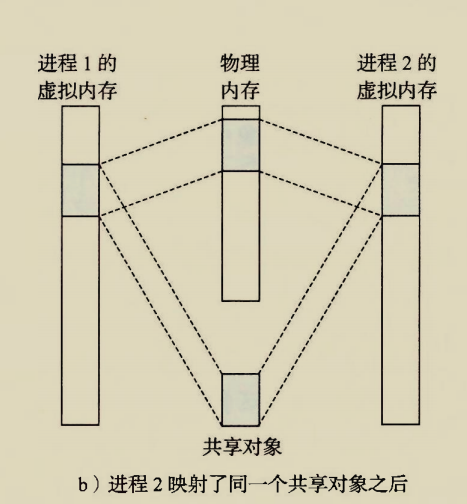 进程 1 的
虚拟内存
物理
内存
进程 2 的
虚拟内存
共享对象
b）进程 2 映射了同一个共享对象之后